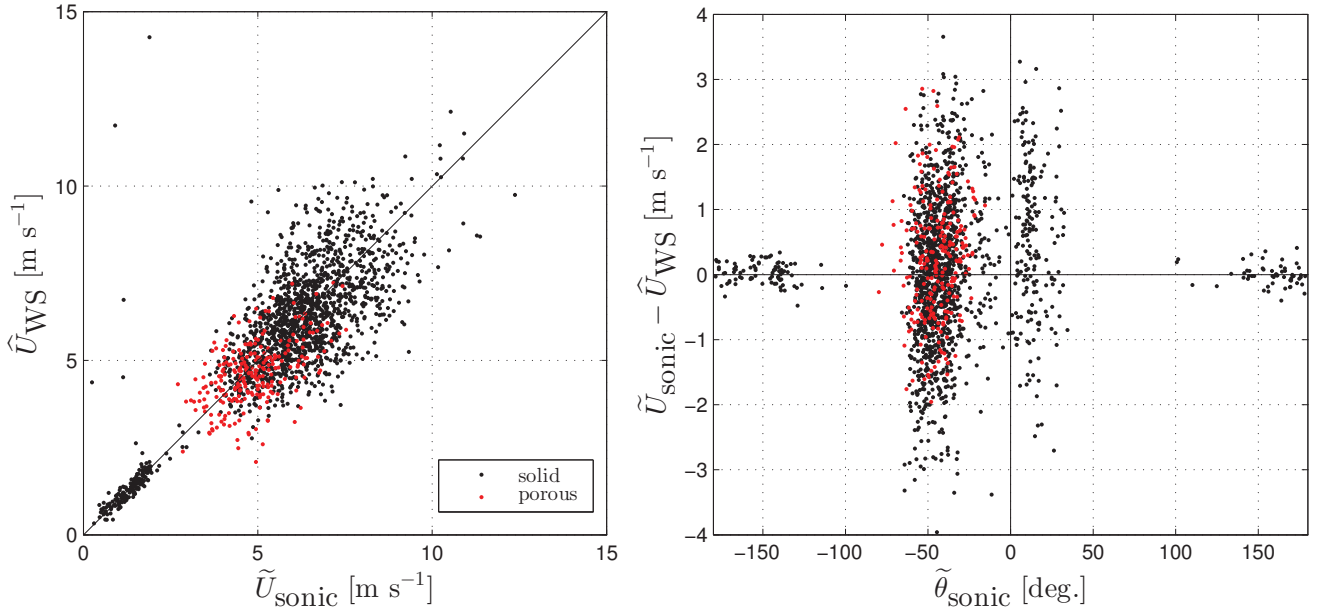 15
10
5
0
0 5 10 15
Û_WS [m s⁻¹]
Ũ_sonic [m s⁻¹]
solid
porous
4
3
2
1
0
−1
−2
−3
−4
−150 −100 −50 0 50 100 150
Ũ_sonic − Û_WS [m s⁻¹]
θ̃_sonic [deg.]